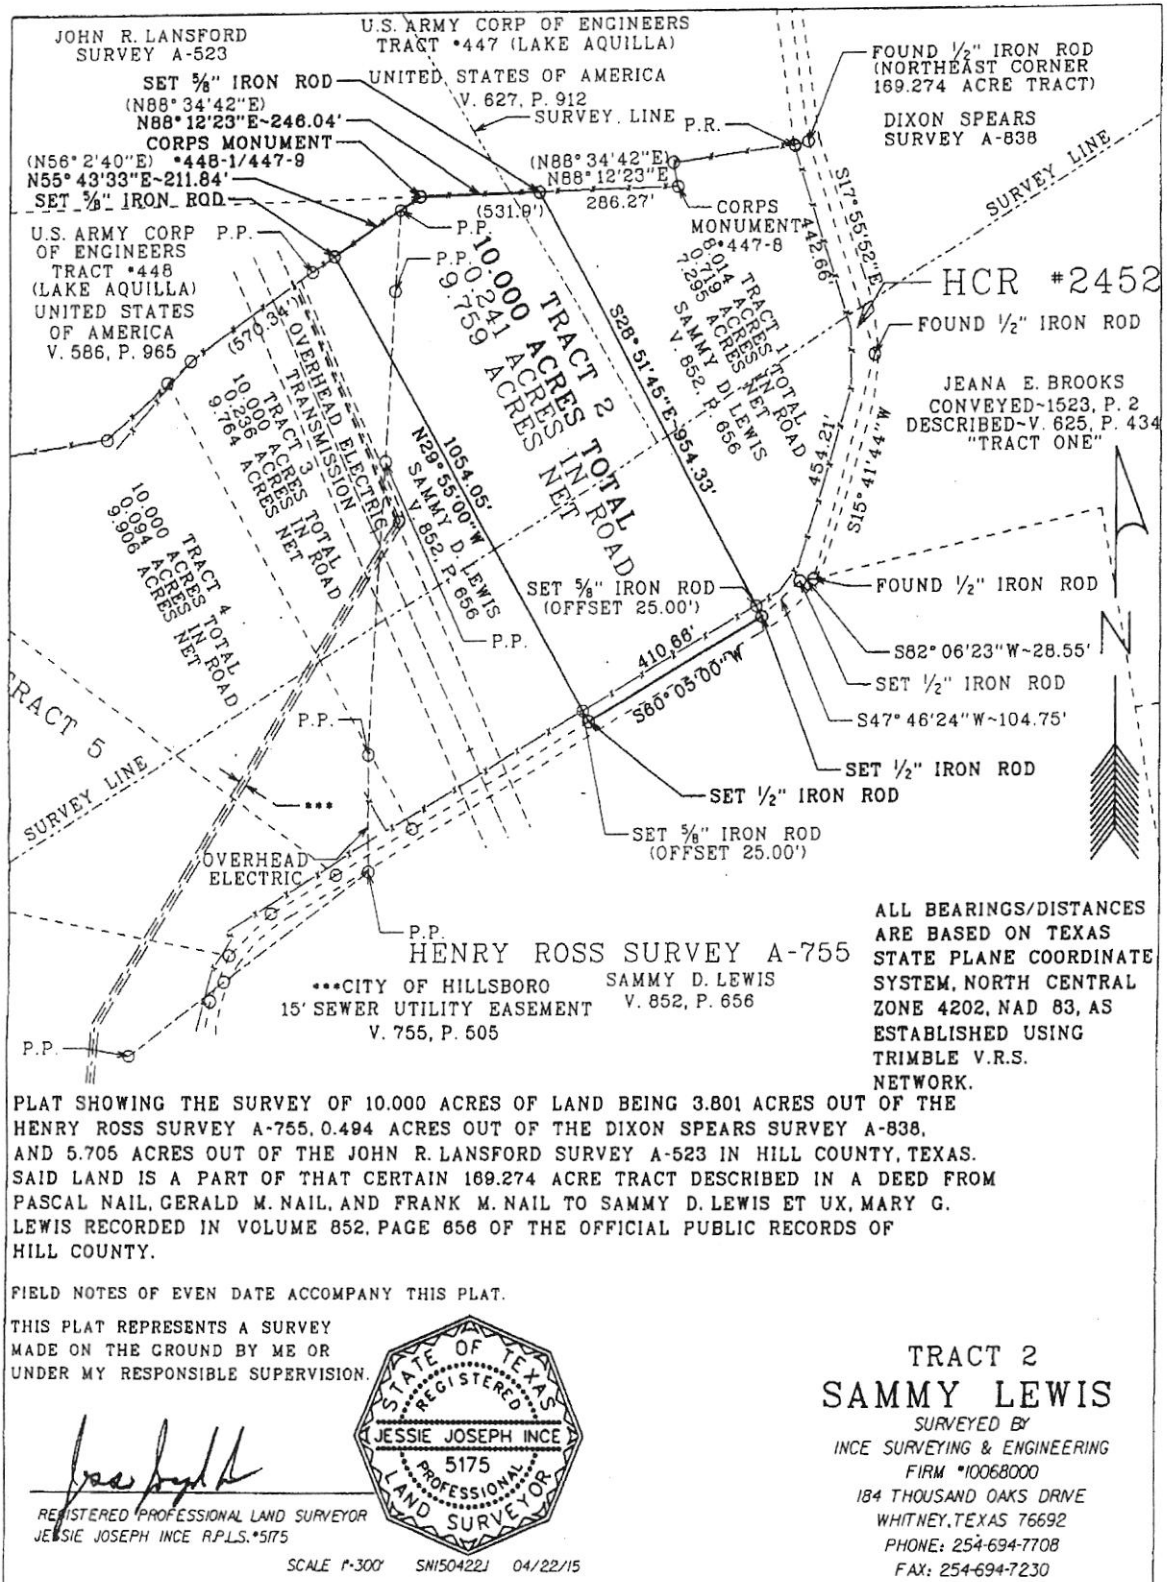 JOHN R. LANSFORD
SURVEY A-523
U.S. ARMY CORP OF ENGINEERS
TRACT *447 (LAKE AQUILLA)
UNITED STATES OF AMERICA
V. 627, P. 912
SURVEY LINE
P.R.
FOUND 1/2" IRON ROD
(NORTHEAST CORNER
169.274 ACRE TRACT)
DIXON SPEARS
SURVEY A-838
SURVEY LINE
SET 5/8" IRON ROD
(N88°34'42"E)
N88°12'23"E~246.04'
CORPS MONUMENT
*448-1/447-9
(N56°2'40"E)
N55°43'33"E~211.84'
SET 5/8" IRON ROD
(N88°34'42"E)
N88°12'23"E
286.27'
(531.9')
CORPS
MONUMENT
*447-8
U.S. ARMY CORP
OF ENGINEERS
TRACT *448
(LAKE AQUILLA)
UNITED STATES
OF AMERICA
V. 586, P. 965
P.P.
P.P.
P.P.
(570.34')
OVERHEAD ELECTRIC
TRANSMISSION
TRACT 2
10.000 ACRES TOTAL
0.241 ACRES IN ROAD
9.759 ACRES NET
TRACT 1
8.014 ACRES TOTAL
0.719 ACRES IN ROAD
7.295 ACRES NET
SAMMY D. LEWIS
V. 852, P. 656
S28°51'45"E~954.33'
442.66'
S17°55'52"E
HCR #2452
FOUND 1/2" IRON ROD
JEANA E. BROOKS
CONVEYED~1523, P. 2
DESCRIBED~V. 625, P. 434
"TRACT ONE"
454.21'
S15°41'44"W
TRACT 3
10.000 ACRES TOTAL
0.236 ACRES IN ROAD
9.764 ACRES NET
1054.05'
N29°55'00"W
SAMMY D. LEWIS
V. 852, P. 656
TRACT 4
10.000 ACRES TOTAL
0.094 ACRES IN ROAD
9.906 ACRES NET
SET 5/8" IRON ROD
(OFFSET 25.00')
FOUND 1/2" IRON ROD
N
P.P.
410.66'
S60°05'00"W
S82°06'23"W~28.55'
SET 1/2" IRON ROD
S47°46'24"W~104.75'
SET 1/2" IRON ROD
SET 1/2" IRON ROD
SET 5/8" IRON ROD
(OFFSET 25.00')
TRACT 5
SURVEY LINE
P.P.
***
OVERHEAD
ELECTRIC
P.P.
HENRY ROSS SURVEY A-755
SAMMY D. LEWIS
V. 852, P. 656
***CITY OF HILLSBORO
15' SEWER UTILITY EASEMENT
V. 755, P. 505
P.P.
ALL BEARINGS/DISTANCES
ARE BASED ON TEXAS
STATE PLANE COORDINATE
SYSTEM, NORTH CENTRAL
ZONE 4202, NAD 83, AS
ESTABLISHED USING
TRIMBLE V.R.S.
NETWORK.
PLAT SHOWING THE SURVEY OF 10.000 ACRES OF LAND BEING 3.801 ACRES OUT OF THE
HENRY ROSS SURVEY A-755, 0.494 ACRES OUT OF THE DIXON SPEARS SURVEY A-838,
AND 5.705 ACRES OUT OF THE JOHN R. LANSFORD SURVEY A-523 IN HILL COUNTY, TEXAS.
SAID LAND IS A PART OF THAT CERTAIN 169.274 ACRE TRACT DESCRIBED IN A DEED FROM
PASCAL NAIL, GERALD M. NAIL, AND FRANK M. NAIL TO SAMMY D. LEWIS ET UX, MARY G.
LEWIS RECORDED IN VOLUME 852, PAGE 656 OF THE OFFICIAL PUBLIC RECORDS OF
HILL COUNTY.
FIELD NOTES OF EVEN DATE ACCOMPANY THIS PLAT.
THIS PLAT REPRESENTS A SURVEY
MADE ON THE GROUND BY ME OR
UNDER MY RESPONSIBLE SUPERVISION.
STATE OF TEXAS
REGISTERED
JESSIE JOSEPH INCE
5175
PROFESSIONAL
LAND SURVEYOR
REGISTERED PROFESSIONAL LAND SURVEYOR
JESSIE JOSEPH INCE R.P.L.S. *5175
SCALE 1"-300' SN150422J 04/22/15
TRACT 2
SAMMY LEWIS
SURVEYED BY
INCE SURVEYING & ENGINEERING
FIRM *10068000
184 THOUSAND OAKS DRIVE
WHITNEY, TEXAS 76692
PHONE: 254-694-7708
FAX: 254-694-7230